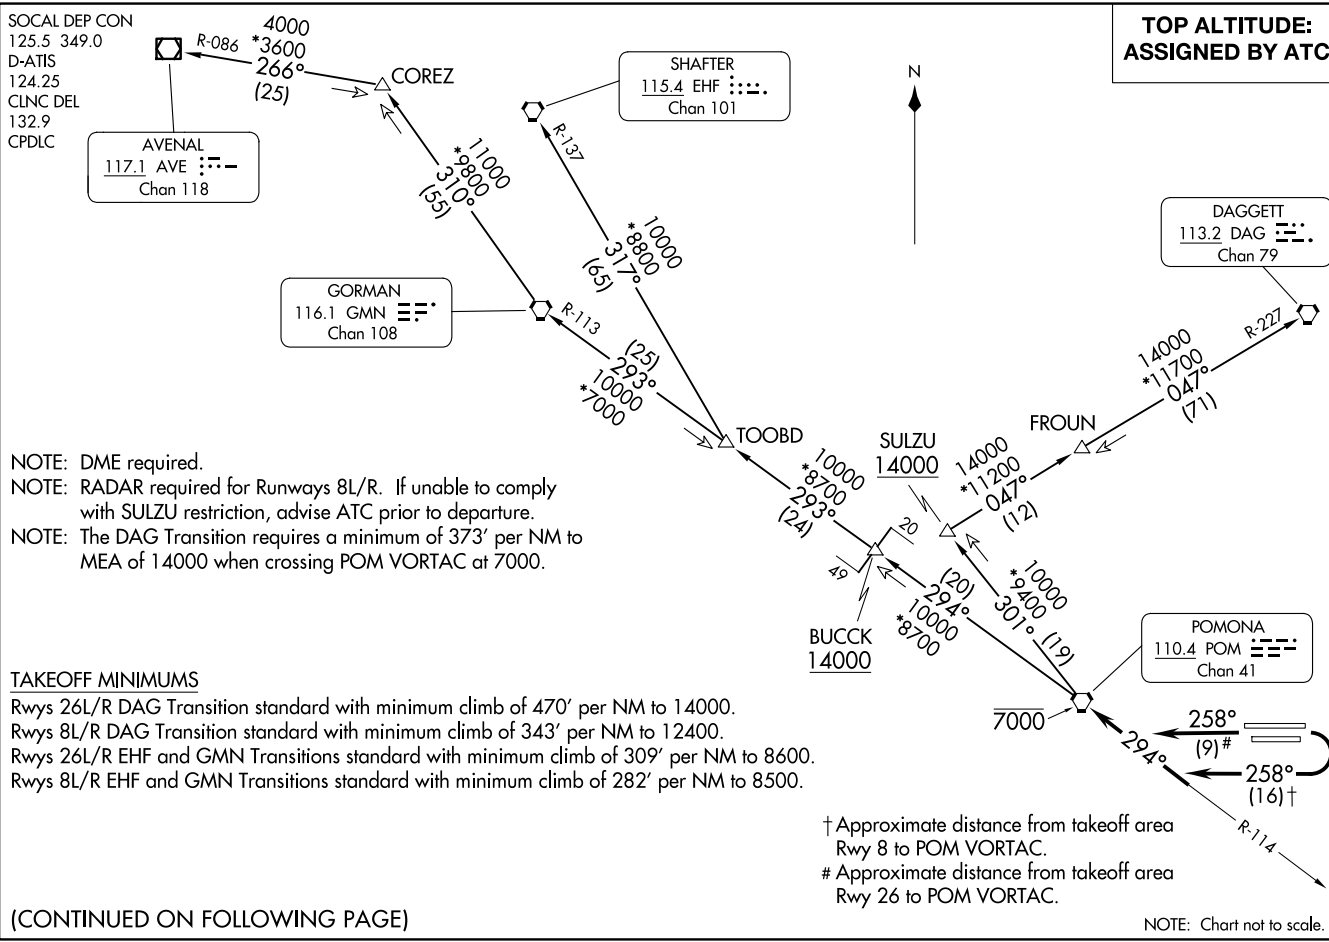 SOCAL DEP CON
125.5 349.0
D-ATIS
124.25
CLNC DEL
132.9
CPDLC
TOP ALTITUDE:
ASSIGNED BY ATC
R-086
4000
*3600
266°
(25)
COREZ
AVENAL
117.1 AVE
Chan 118
SHAFTER
115.4 EHF
Chan 101
R-137
N
11000
*9800
310°
(55)
10000
*8800
317°
(65)
DAGGETT
113.2 DAG
Chan 79
R-227
GORMAN
116.1 GMN
Chan 108
R-113
(25)
293°
10000
*7000
14000
*11700
047°
(71)
TOOBD
FROUN
SULZU
14000
14000
*11200
047°
(12)
10000
*8700
293°
(24)
20
49
BUCCK
14000
(20)
294°
10000
*8700
10000
*9400
301°
(19)
NOTE: DME required.
NOTE: RADAR required for Runways 8L/R. If unable to comply
with SULZU restriction, advise ATC prior to departure.
NOTE: The DAG Transition requires a minimum of 373' per NM to
MEA of 14000 when crossing POM VORTAC at 7000.
POMONA
110.4 POM
Chan 41
7000
294°
258°
(9)#
258°
(16)†
R-114
TAKEOFF MINIMUMS
Rwys 26L/R DAG Transition standard with minimum climb of 470' per NM to 14000.
Rwys 8L/R DAG Transition standard with minimum climb of 343' per NM to 12400.
Rwys 26L/R EHF and GMN Transitions standard with minimum climb of 309' per NM to 8600.
Rwys 8L/R EHF and GMN Transitions standard with minimum climb of 282' per NM to 8500.
† Approximate distance from takeoff area
Rwy 8 to POM VORTAC.
# Approximate distance from takeoff area
Rwy 26 to POM VORTAC.
(CONTINUED ON FOLLOWING PAGE)
NOTE: Chart not to scale.